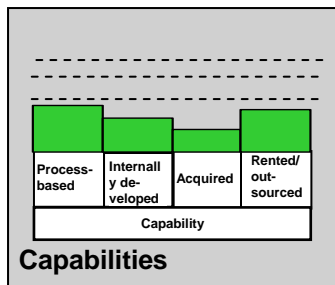 Process-
based
Internall
y de-
veloped
Acquired
Rented/
out-
sourced
Capability
Capabilities